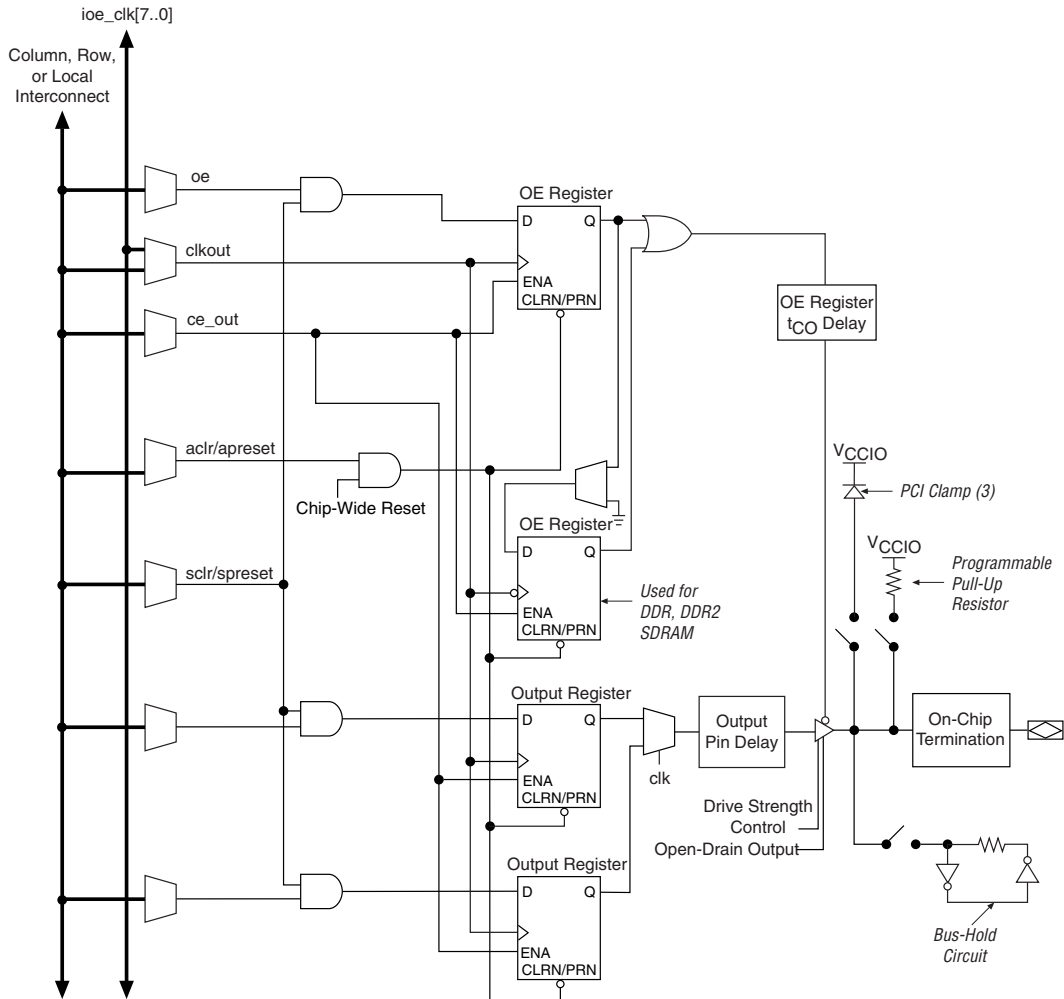 ioe_clk[7..0]
Column, Row,
or Local
Interconnect
oe
OE Register
D
Q
clkout
ENA
CLRN/PRN
OE Register
tCO Delay
ce_out
VCCIO
PCI Clamp (3)
aclr/apreset
Chip-Wide Reset
OE Register
D
Q
VCCIO
Programmable
Pull-Up
Resistor
sclr/spreset
Used for
DDR, DDR2
SDRAM
ENA
CLRN/PRN
Output Register
D
Q
Output
Pin Delay
On-Chip
Termination
clk
ENA
CLRN/PRN
Drive Strength
Control
Open-Drain Output
Output Register
D
Q
ENA
CLRN/PRN
Bus-Hold
Circuit